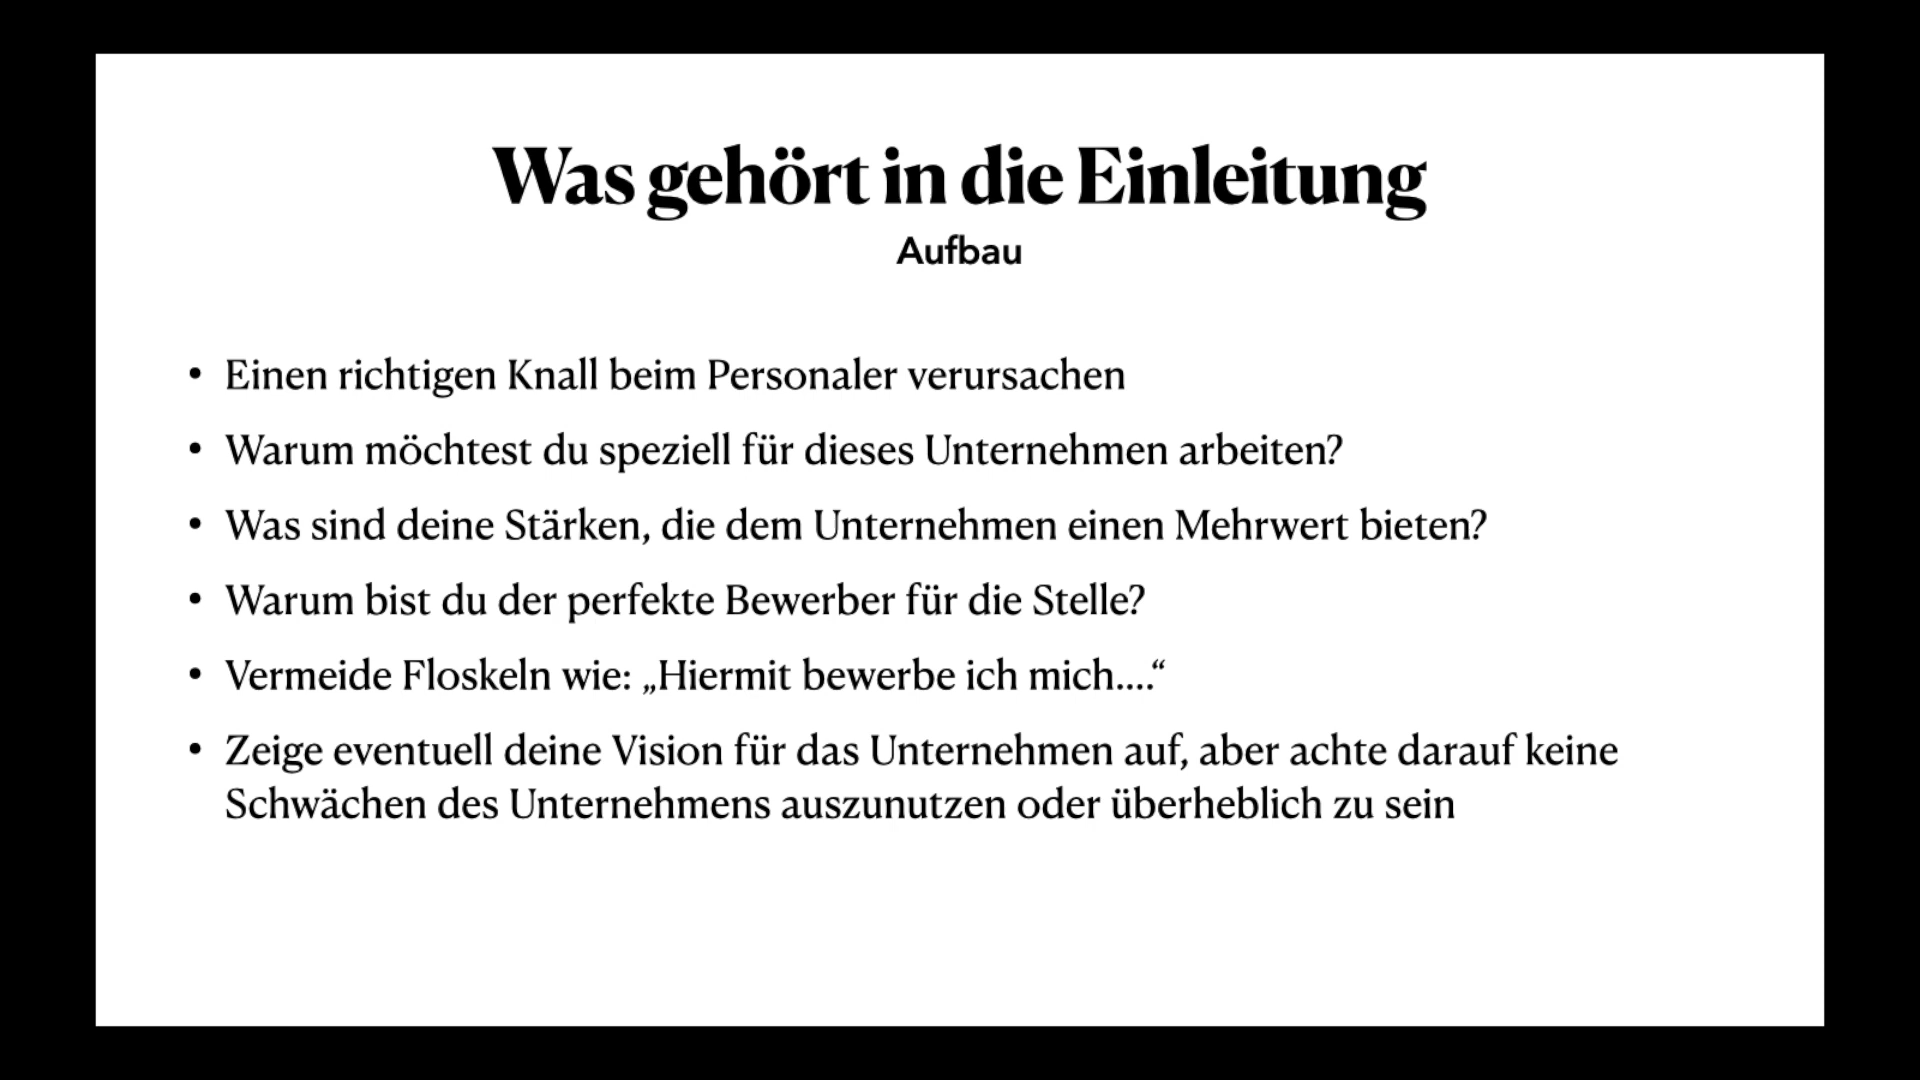 Was gehört in die Einleitung
Aufbau
• Einen richtigen Knall beim Personaler verursachen
• Warum möchtest du speziell für dieses Unternehmen arbeiten?
• Was sind deine Stärken, die dem Unternehmen einen Mehrwert bieten?
• Warum bist du der perfekte Bewerber für die Stelle?
• Vermeide Floskeln wie: „Hiermit bewerbe ich mich....“
• Zeige eventuell deine Vision für das Unternehmen auf, aber achte darauf keine
Schwächen des Unternehmens auszunutzen oder überheblich zu sein